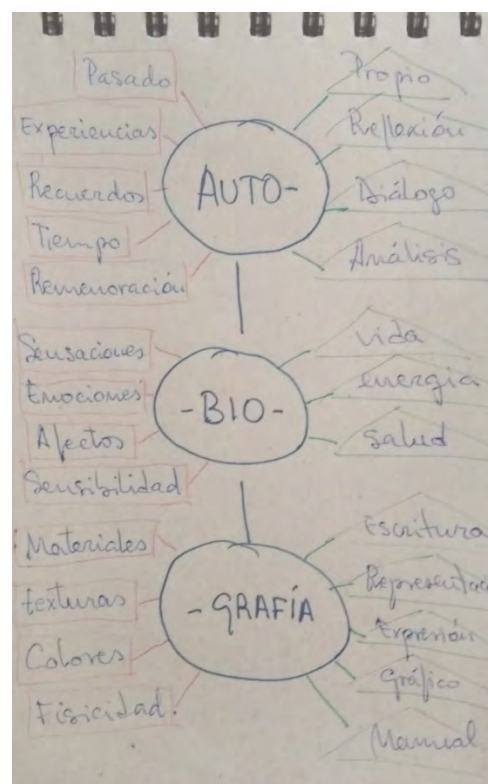 Pasado
Experiencias
Recuerdos
Tiempo
Rememoración
AUTO-
Propio
Reflexión
Diálogo
Análisis
Sensaciones
Emociones
Afectos
Sensibilidad
-BIO-
vida
energía
salud
Materiales
texturas
Colores
Fisicidad.
-GRAFÍA
Escritura
Representac
Expresión
Gráfico
Manual